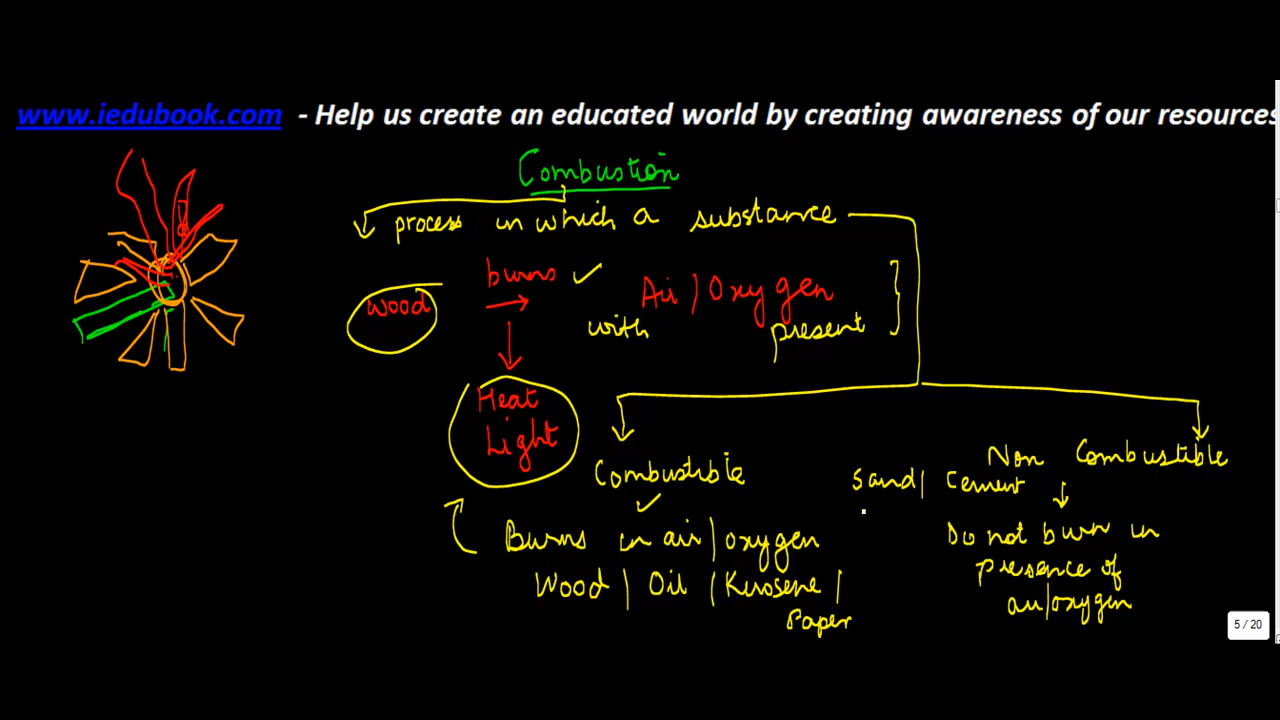 www.iedubook.com - Help us create an educated world by creating awareness of our resources
Combustion
process in which a substance
burns Air/Oxygen
Wood
with present
Heat
Light
Combustible
Burns in air/oxygen
Wood | Oil | Kerosene |
Paper
Non Combustible
Sand/ Cement
Do not burn in
presence of
air/oxygen
5 / 20